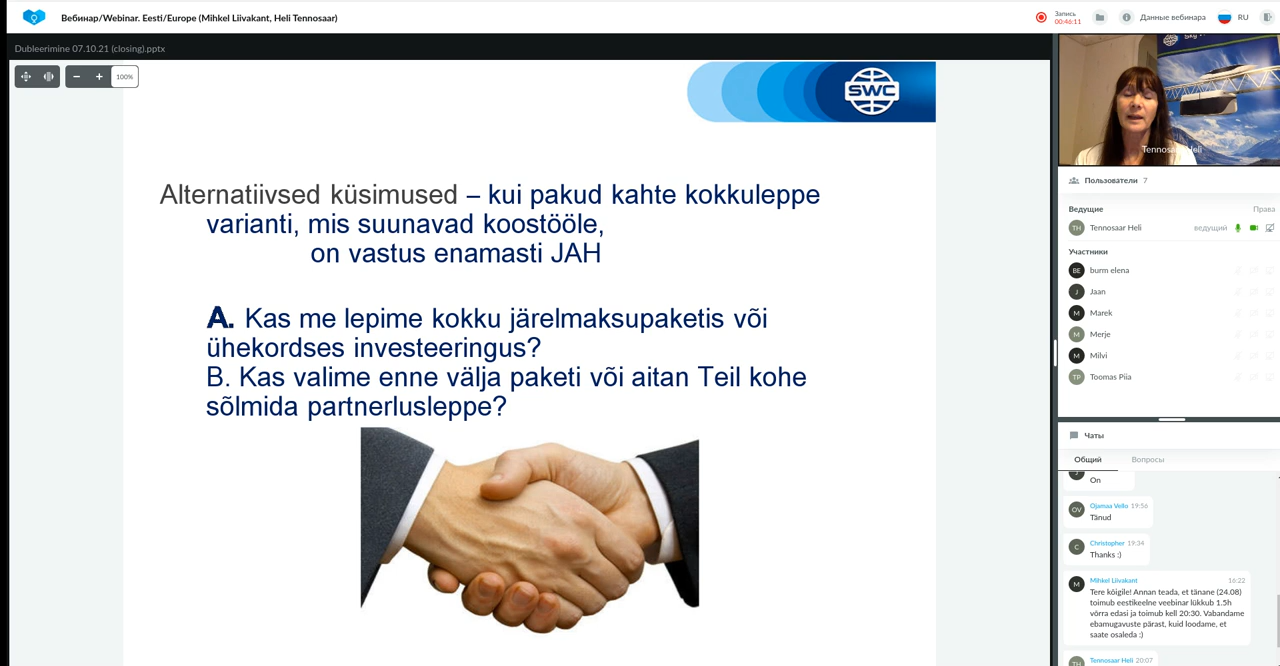 Вебинар/Webinar. Eesti/Europe (Mihkel Liivakant, Heli Tennosaar)
Запись
00:46:11
Данные вебинара
RU
Dubleerimine 07.10.21 (closing).pptx
100%
SWC
Alternatiivsed küsimused – kui pakud kahte kokkuleppe
varianti, mis suunavad koostööle,
on vastus enamasti JAH
A. Kas me lepime kokku järelmaksupaketis või
ühekordses investeeringus?
B. Kas valime enne välja paketi või aitan Teil kohe
sõlmida partnerlusleppe?
Пользователи 7
Ведущие Права
TH Tennosaar Heli ведущий
Участники
BE burm elena
J Jaan
M Marek
M Merje
M Milvi
TP Toomas Piia
Чаты
Общий Вопросы
On
OV Ojamaa Vello 19:56
Tänud
C Christopher 19:34
Thanks :)
M Mihkel Liivakant 16:22
Tere kõigile! Annan teada, et tänane (24.08)
toimub eestikeelne veebinar lükkub 1.5h
võrra edasi ja toimub kell 20:30. Vabandame
ebamugavuste pärast, kuid loodame, et
saate osaleda :)
TH Tennosaar Heli 20:07